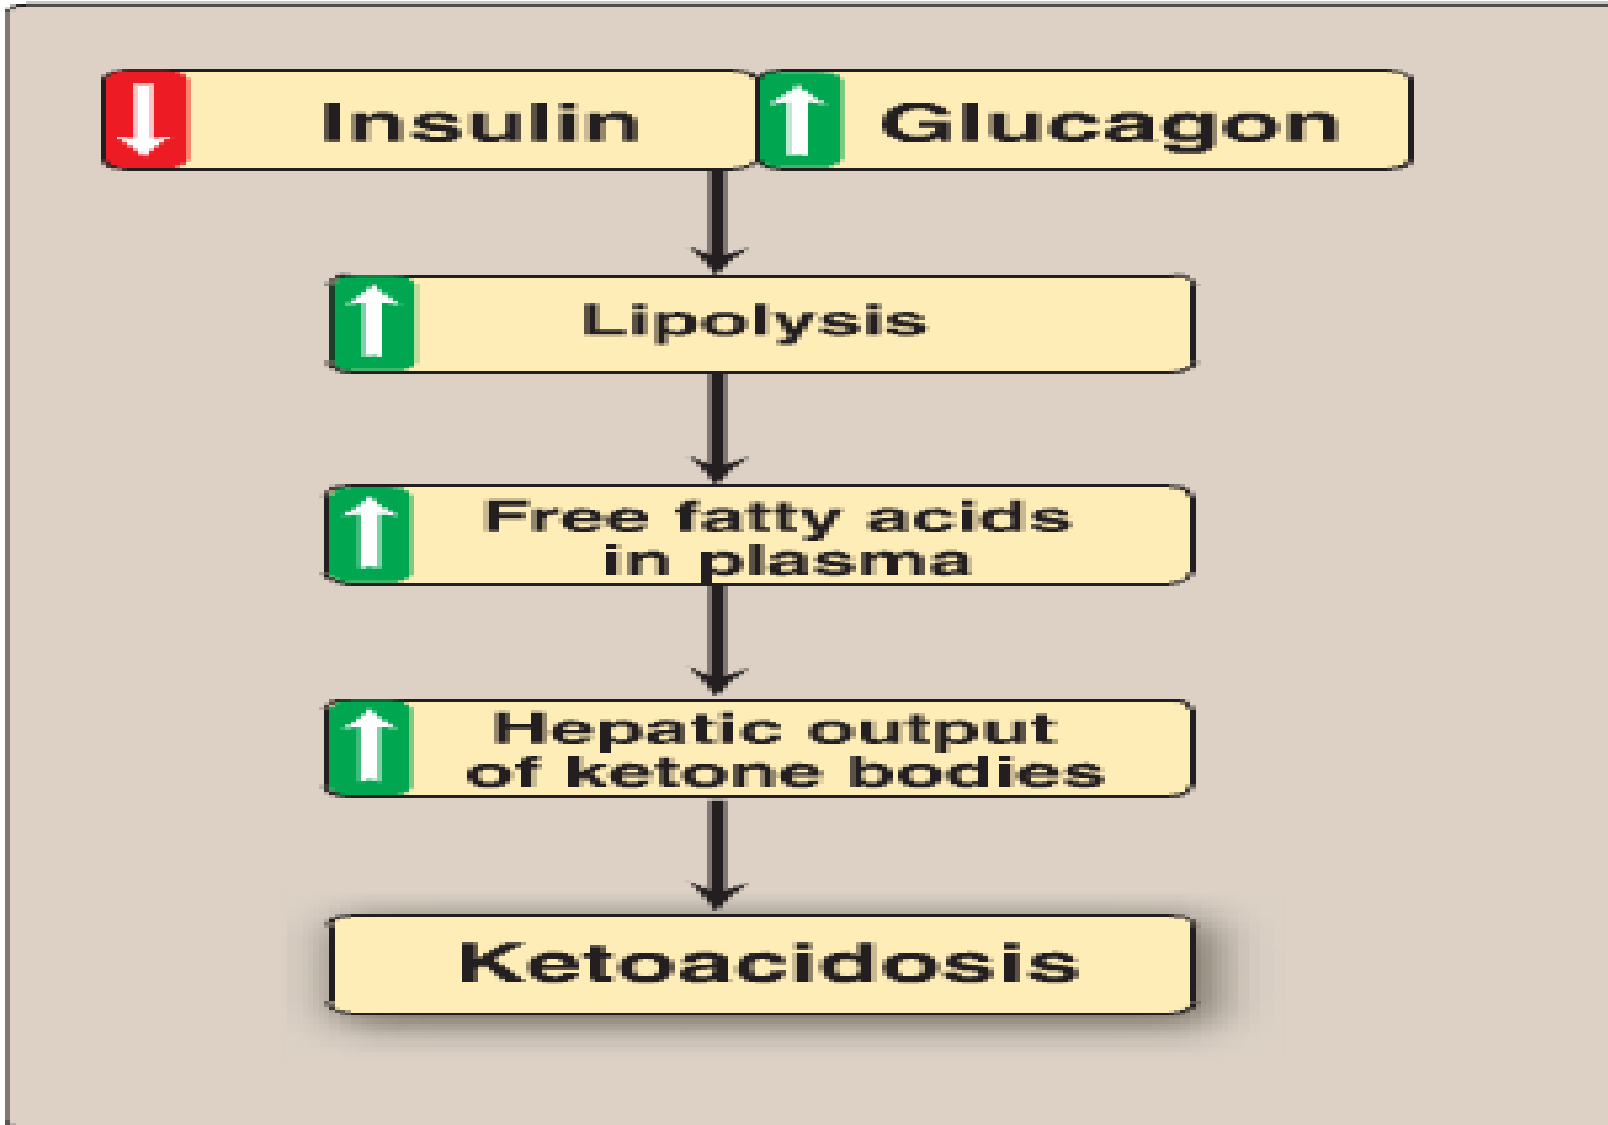 Insulin
Glucagon
Lipolysis
Free fatty acids
in plasma
Hepatic output
of ketone bodies
Ketoacidosis